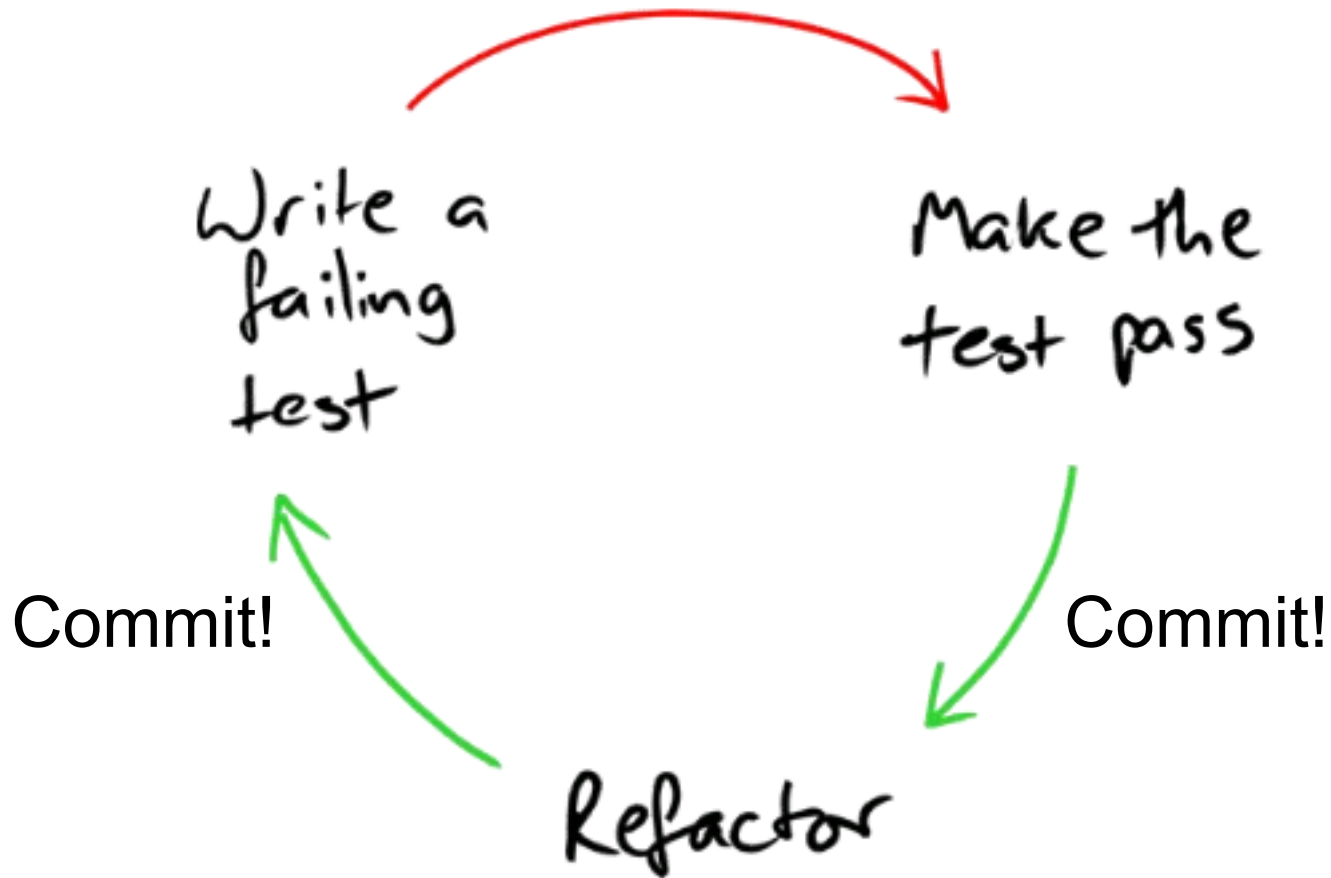 Write a
failing
test
Make the
test pass
Commit!
Commit!
Refactor